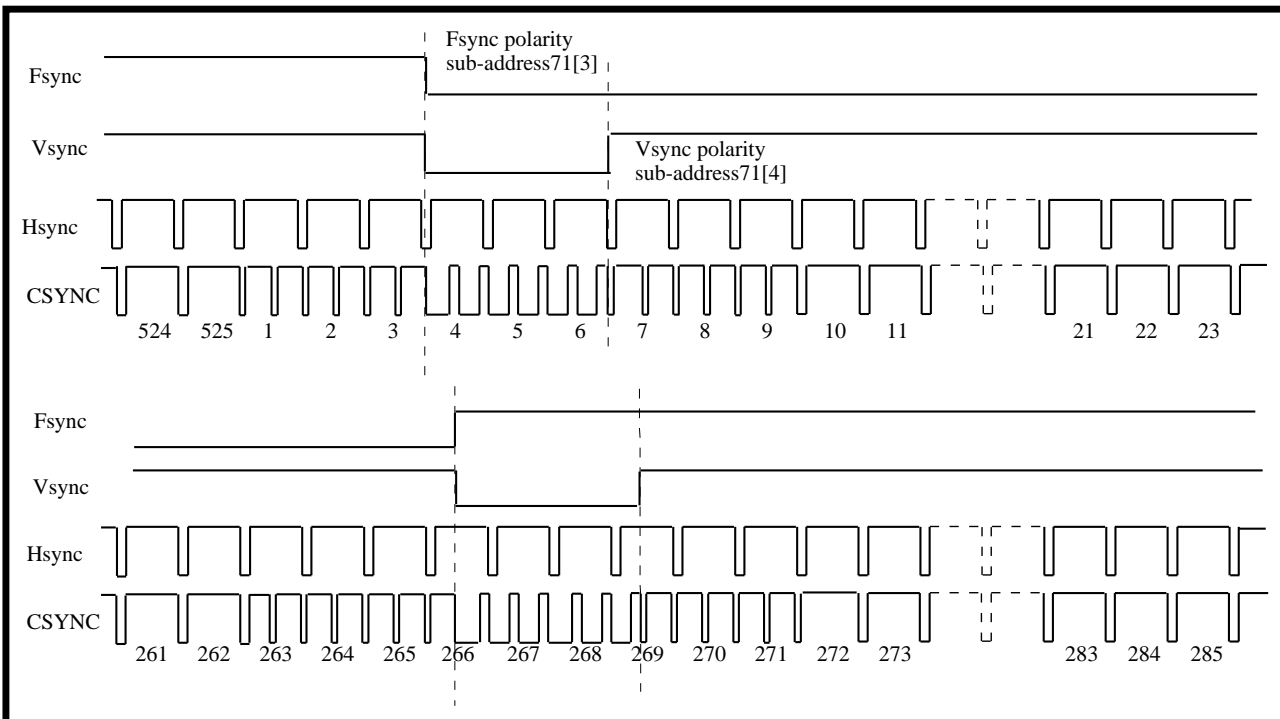 Fsync polarity
sub-address71[3]
Fsync
Vsync
Vsync polarity
sub-address71[4]
Hsync
CSYNC
524 525 1 2 3 4 5 6 7 8 9 10 11 21 22 23
Fsync
Vsync
Hsync
CSYNC
261 262 263 264 265 266 267 268 269 270 271 272 273 283 284 285